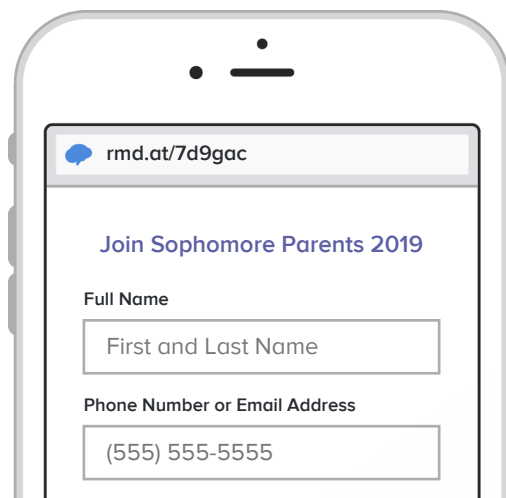 rmd.at/7d9gac
Join Sophomore Parents 2019
Full Name
First and Last Name
Phone Number or Email Address
(555) 555-5555